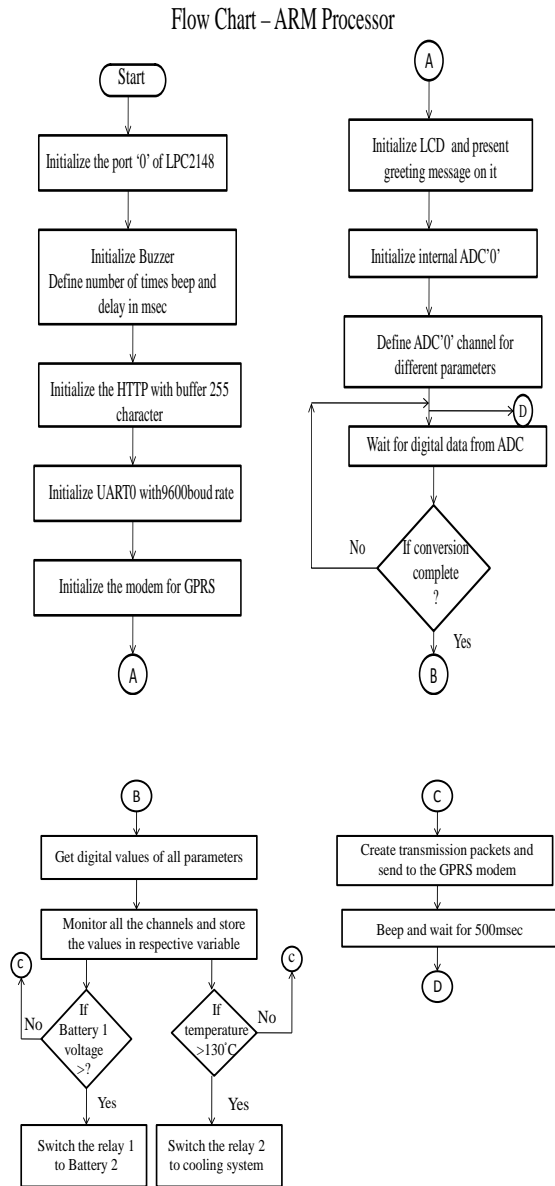 Flow Chart – ARM Processor
Start
Initialize the port ‘0’ of LPC2148
Initialize Buzzer
Define number of times beep and
delay in msec
Initialize the HTTP with buffer 255
character
Initialize UART0 with9600boud rate
Initialize the modem for GPRS
A
A
Initialize LCD and present
greeting message on it
Initialize internal ADC’0’
Define ADC’0’ channel for
different parameters
D
Wait for digital data from ADC
No
If conversion
complete
?
Yes
B
B
Get digital values of all parameters
Monitor all the channels and store
the values in respective variable
C
If
Battery 1
voltage
>?
No
Yes
Switch the relay 1
to Battery 2
c
If
temperature
>130°C
No
Yes
Switch the relay 2
to cooling system
C
Create transmission packets and
send to the GPRS modem
Beep and wait for 500msec
D